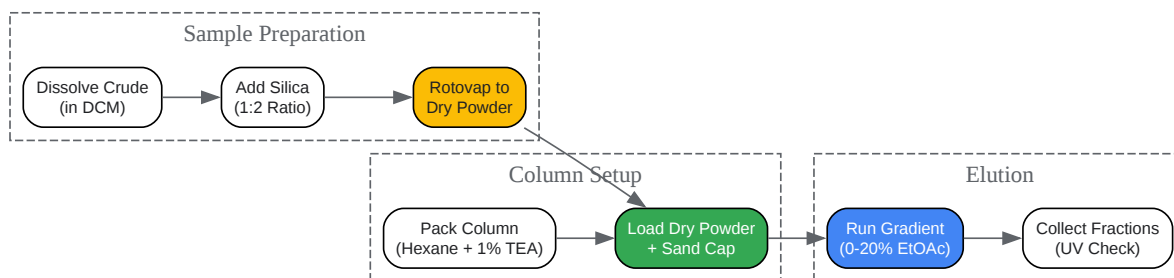 Sample Preparation
Dissolve Crude
(in DCM)
Add Silica
(1:2 Ratio)
Rotovap to
Dry Powder
Column Setup
Pack Column
(Hexane + 1% TEA)
Load Dry Powder
+ Sand Cap
Elution
Run Gradient
(0-20% EtOAc)
Collect Fractions
(UV Check)